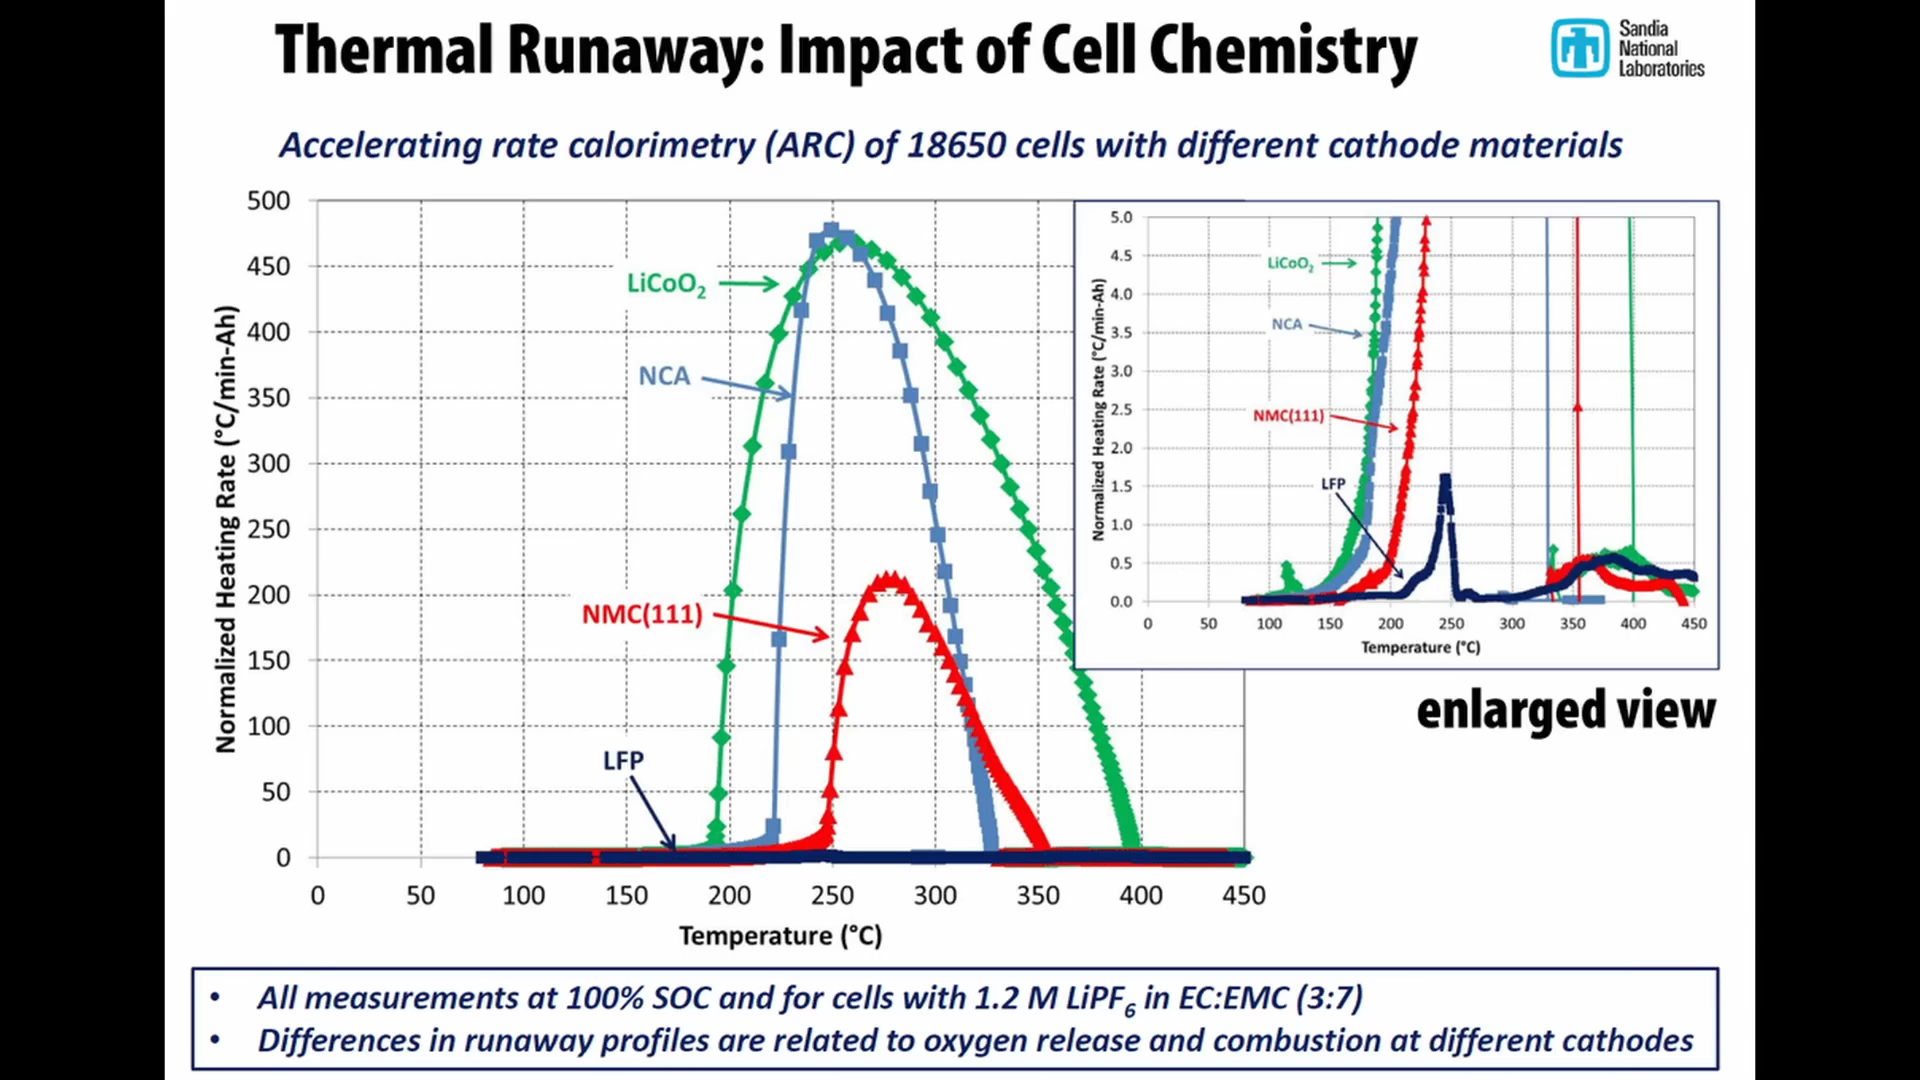 Thermal Runaway: Impact of Cell Chemistry
Sandia
National
Laboratories
Accelerating rate calorimetry (ARC) of 18650 cells with different cathode materials
Normalized Heating Rate (°C/min-Ah)
500
450
400
350
300
250
200
150
100
50
0
LiCoO₂
NCA
NMC(111)
LFP
0 50 100 150 200 250 300 350 400 450
Temperature (°C)
Normalized Heating Rate (°C/min-Ah)
5.0
4.5
4.0
3.5
3.0
2.5
2.0
1.5
1.0
0.5
0.0
LiCoO₂
NCA
NMC(111)
LFP
0 50 100 150 200 250 300 350 400 450
Temperature (°C)
enlarged view
• All measurements at 100% SOC and for cells with 1.2 M LiPF₆ in EC:EMC (3:7)
• Differences in runaway profiles are related to oxygen release and combustion at different cathodes